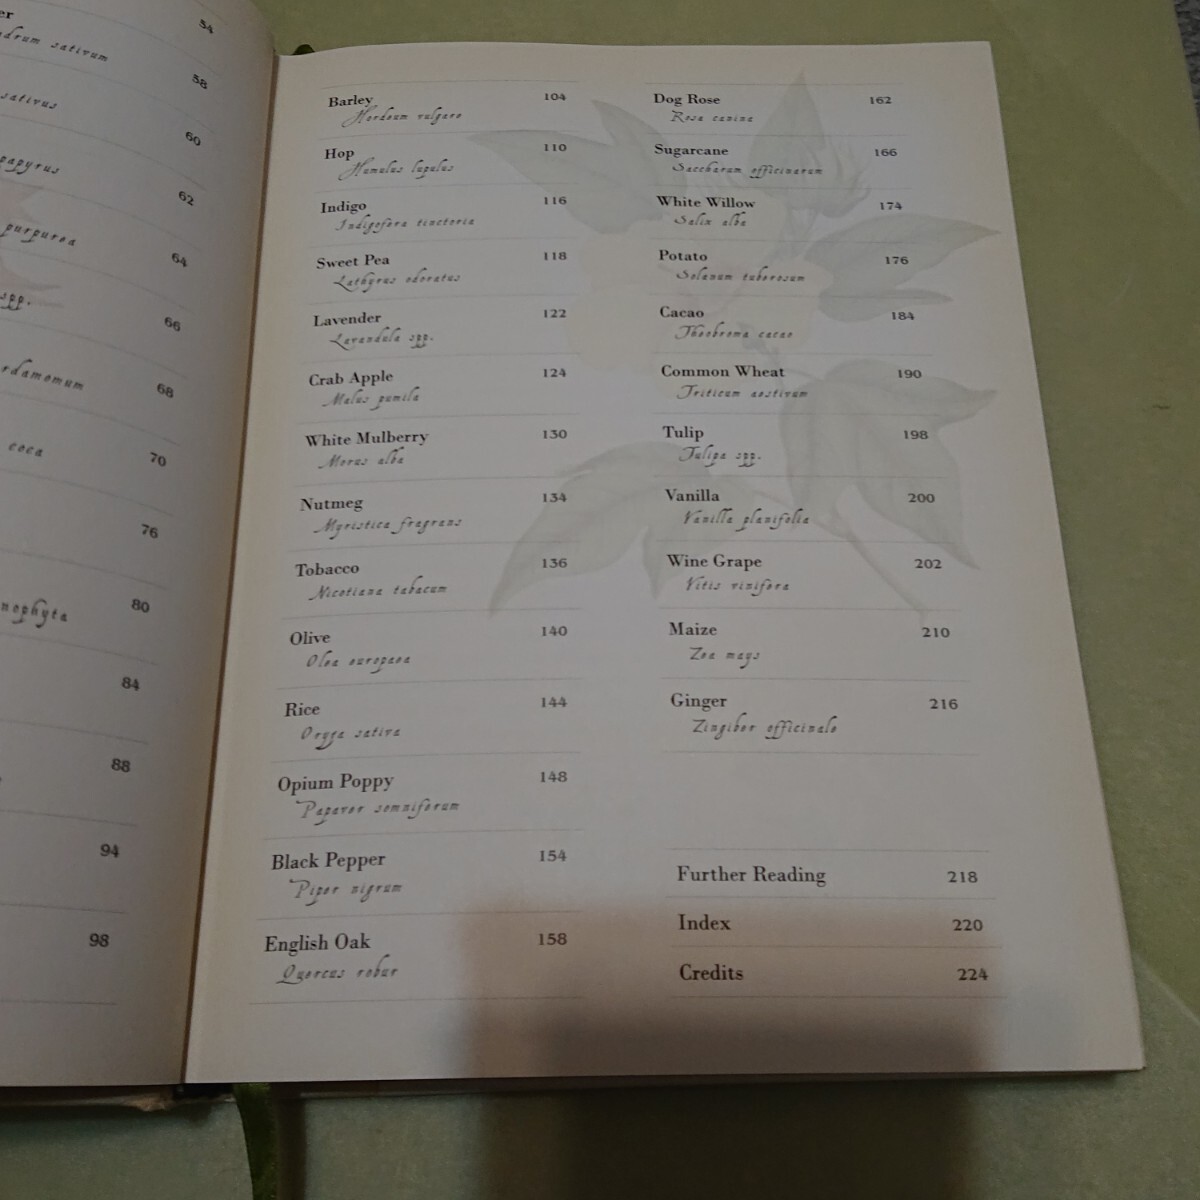 er 54
drum sativum
58
sativus
60
papyrus
62
purpurea
64
spp.
66
rdamomum
68
coca
70
76
nophyta
80
84
88
94
98
Barley 104
Hordeum vulgare
Hop 110
Humulus lupulus
Indigo 116
Indigofera tinctoria
Sweet Pea 118
Lathyrus odoratus
Lavender 122
Lavandula spp.
Crab Apple 124
Malus pumila
White Mulberry 130
Morus alba
Nutmeg 134
Myristica fragrans
Tobacco 136
Nicotiana tabacum
Olive 140
Olea europaea
Rice 144
Oryza sativa
Opium Poppy 148
Papaver somniferum
Black Pepper 154
Piper nigrum
English Oak 158
Quercus robur
Dog Rose 162
Rosa canina
Sugarcane 166
Saccharum officinarum
White Willow 174
Salix alba
Potato 176
Solanum tuberosum
Cacao 184
Theobroma cacao
Common Wheat 190
Triticum aestivum
Tulip 198
Tulipa spp.
Vanilla 200
Vanilla planifolia
Wine Grape 202
Vitis vinifera
Maize 210
Zea mays
Ginger 216
Zingiber officinale
Further Reading 218
Index 220
Credits 224